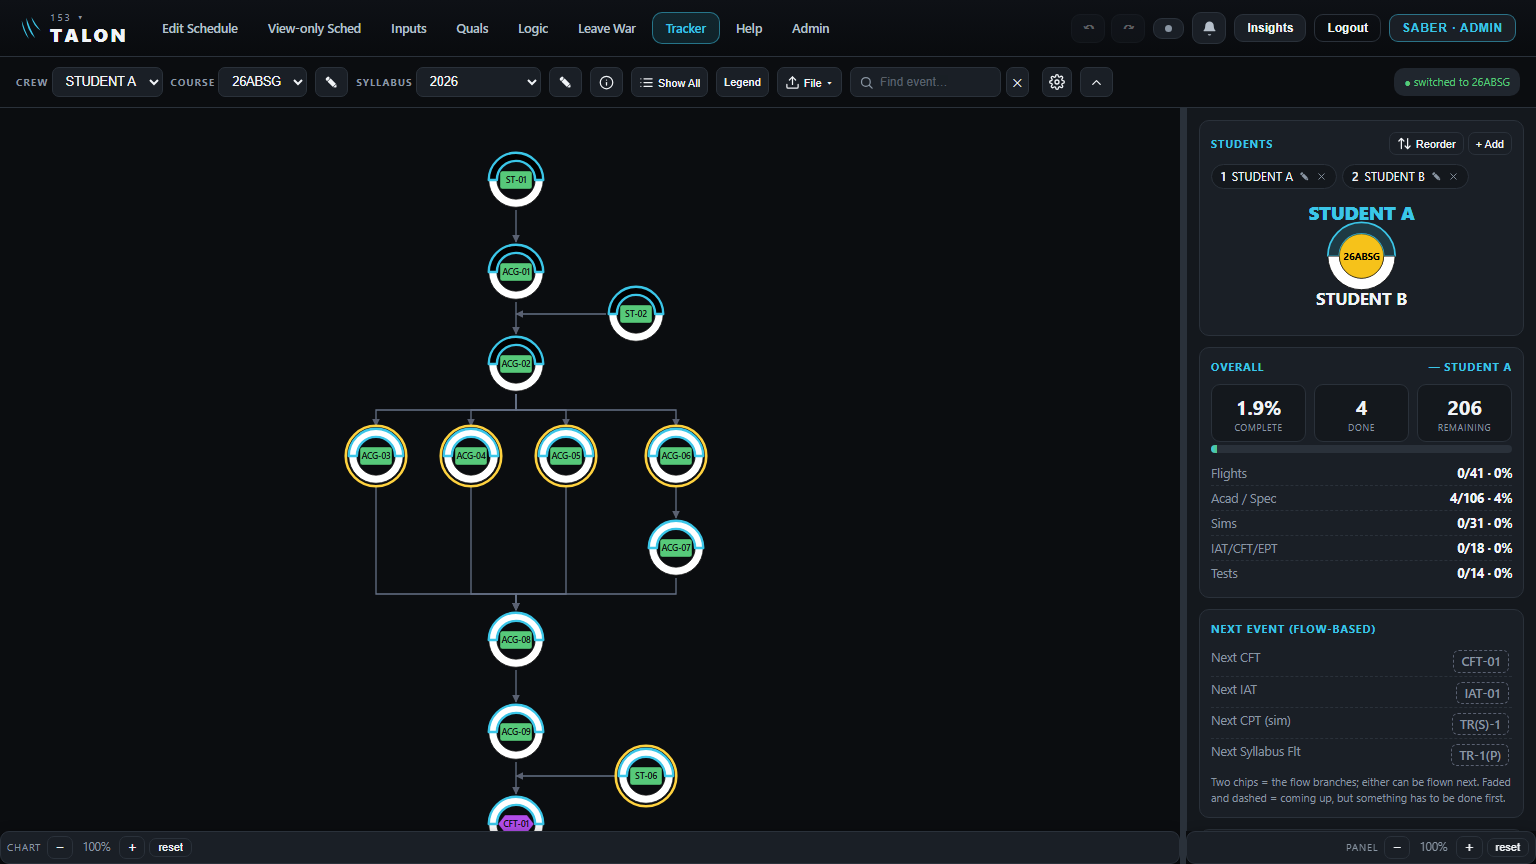 153
TALON
Edit Schedule
View-only Sched
Inputs
Quals
Logic
Leave War
Tracker
Help
Admin
Insights
Logout
SABER · ADMIN
CREW
STUDENT A
COURSE
26ABSG
SYLLABUS
2026
Show All
Legend
File
Find event...
switched to 26ABSG
ST-01
ACG-01
ST-02
ACG-02
ACG-03
ACG-04
ACG-05
ACG-06
ACG-07
ACG-08
ACG-09
ST-06
CFT-01
STUDENTS
Reorder
+ Add
1 STUDENT A
2 STUDENT B
STUDENT A
26ABSG
STUDENT B
OVERALL
— STUDENT A
1.9%
COMPLETE
4
DONE
206
REMAINING
Flights 0/41 · 0%
Acad / Spec 4/106 · 4%
Sims 0/31 · 0%
IAT/CFT/EPT 0/18 · 0%
Tests 0/14 · 0%
NEXT EVENT (FLOW-BASED)
Next CFT CFT-01
Next IAT IAT-01
Next CPT (sim) TR(S)-1
Next Syllabus Flt TR-1(P)
Two chips = the flow branches; either can be flown next. Faded
and dashed = coming up, but something has to be done first.
CHART − 100% + reset
PANEL − 100% + reset